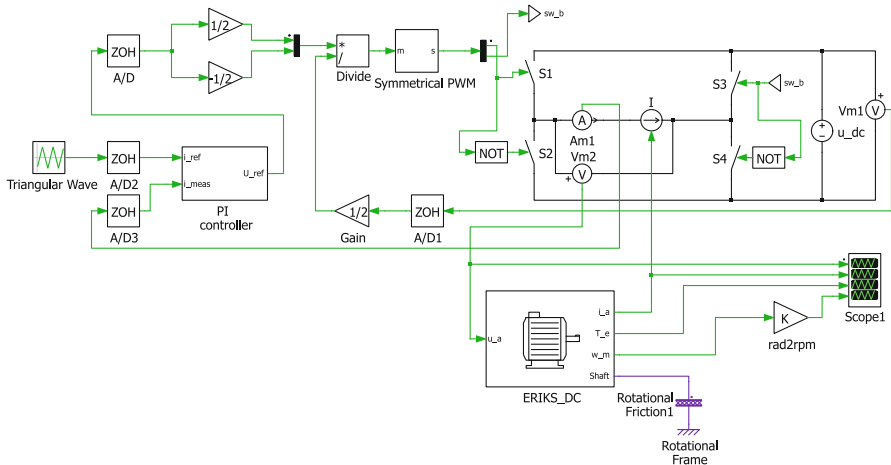 1/2
sw_b
ZOH
A/D
-1/2
*
/
Divide
m
s
Symmetrical PWM
S1
S3
sw_b
A
Am1
I
Vm1
V
u_dc
NOT
S2
Vm2
V
S4
NOT
Triangular Wave
ZOH
A/D2
i_ref
i_meas
U_ref
PI
controller
ZOH
A/D3
1/2
Gain
ZOH
A/D1
u_a
i_a
T_e
w_m
Shaft
ERIKS_DC
K
rad2rpm
Scope1
Rotational
Friction1
Rotational
Frame